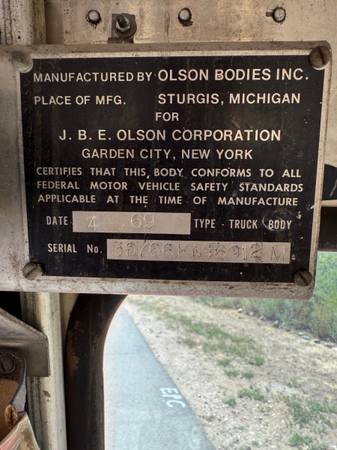 MANUFACTURED BY OLSON BODIES INC.
PLACE OF MFG. STURGIS, MICHIGAN
FOR
J. B. E. OLSON CORPORATION
GARDEN CITY, NEW YORK
CERTIFIES THAT THIS, BODY CONFORMS TO ALL
FEDERAL MOTOR VEHICLE SAFETY STANDARDS
APPLICABLE AT THE TIME OF MANUFACTURE
DATE 4 69 TYPE - TRUCK BODY
SERIAL No.